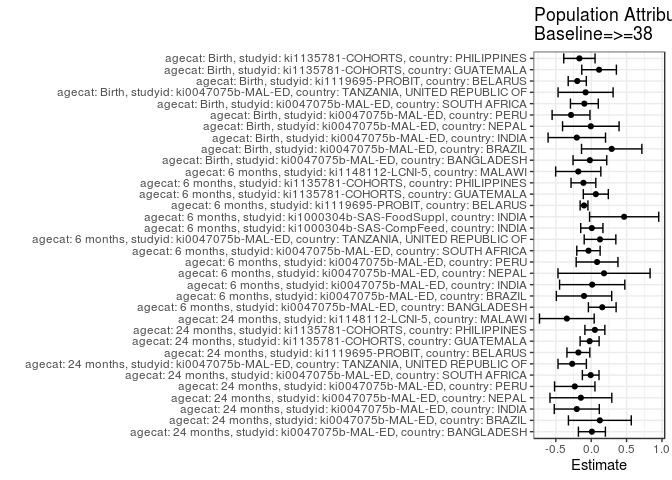 Population Attribu
Baseline=>=38
agecat: Birth, studyid: ki1135781-COHORTS, country: PHILIPPINES
agecat: Birth, studyid: ki1135781-COHORTS, country: GUATEMALA
agecat: Birth, studyid: ki1119695-PROBIT, country: BELARUS
agecat: Birth, studyid: ki0047075b-MAL-ED, country: TANZANIA, UNITED REPUBLIC OF
agecat: Birth, studyid: ki0047075b-MAL-ED, country: SOUTH AFRICA
agecat: Birth, studyid: ki0047075b-MAL-ED, country: PERU
agecat: Birth, studyid: ki0047075b-MAL-ED, country: NEPAL
agecat: Birth, studyid: ki0047075b-MAL-ED, country: INDIA
agecat: Birth, studyid: ki0047075b-MAL-ED, country: BRAZIL
agecat: Birth, studyid: ki0047075b-MAL-ED, country: BANGLADESH
agecat: 6 months, studyid: ki1148112-LCNI-5, country: MALAWI
agecat: 6 months, studyid: ki1135781-COHORTS, country: PHILIPPINES
agecat: 6 months, studyid: ki1135781-COHORTS, country: GUATEMALA
agecat: 6 months, studyid: ki1119695-PROBIT, country: BELARUS
agecat: 6 months, studyid: ki1000304b-SAS-FoodSuppl, country: INDIA
agecat: 6 months, studyid: ki1000304b-SAS-CompFeed, country: INDIA
agecat: 6 months, studyid: ki0047075b-MAL-ED, country: TANZANIA, UNITED REPUBLIC OF
agecat: 6 months, studyid: ki0047075b-MAL-ED, country: SOUTH AFRICA
agecat: 6 months, studyid: ki0047075b-MAL-ED, country: PERU
agecat: 6 months, studyid: ki0047075b-MAL-ED, country: NEPAL
agecat: 6 months, studyid: ki0047075b-MAL-ED, country: INDIA
agecat: 6 months, studyid: ki0047075b-MAL-ED, country: BRAZIL
agecat: 6 months, studyid: ki0047075b-MAL-ED, country: BANGLADESH
agecat: 24 months, studyid: ki1148112-LCNI-5, country: MALAWI
agecat: 24 months, studyid: ki1135781-COHORTS, country: PHILIPPINES
agecat: 24 months, studyid: ki1135781-COHORTS, country: GUATEMALA
agecat: 24 months, studyid: ki1119695-PROBIT, country: BELARUS
agecat: 24 months, studyid: ki0047075b-MAL-ED, country: TANZANIA, UNITED REPUBLIC OF
agecat: 24 months, studyid: ki0047075b-MAL-ED, country: SOUTH AFRICA
agecat: 24 months, studyid: ki0047075b-MAL-ED, country: PERU
agecat: 24 months, studyid: ki0047075b-MAL-ED, country: NEPAL
agecat: 24 months, studyid: ki0047075b-MAL-ED, country: INDIA
agecat: 24 months, studyid: ki0047075b-MAL-ED, country: BRAZIL
agecat: 24 months, studyid: ki0047075b-MAL-ED, country: BANGLADESH
-0.5 0.0 0.5 1.0
Estimate